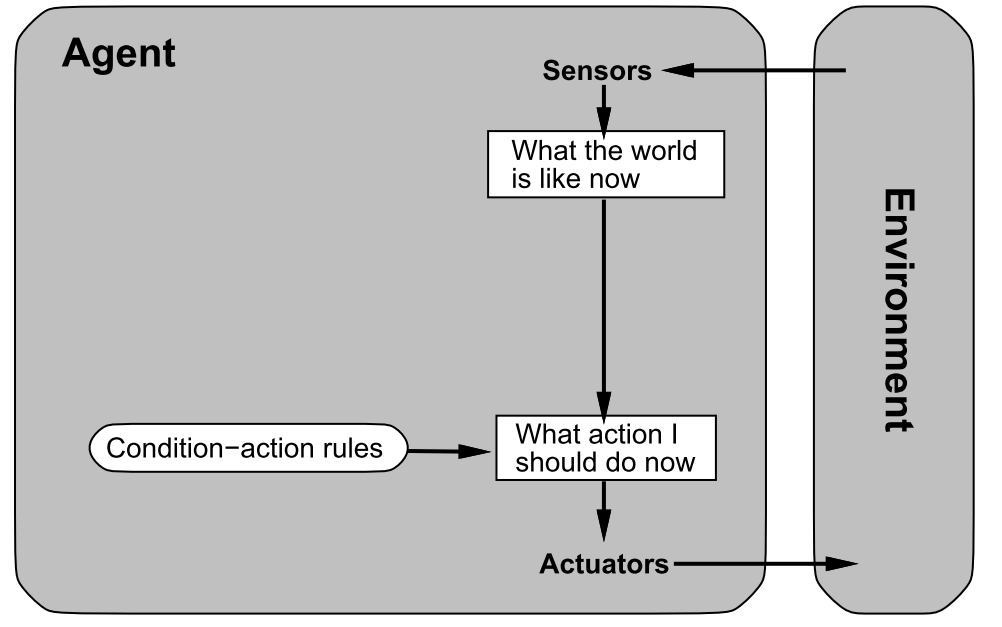 Agent
Sensors
What the world
is like now
Environment
Condition−action rules
What action I
should do now
Actuators